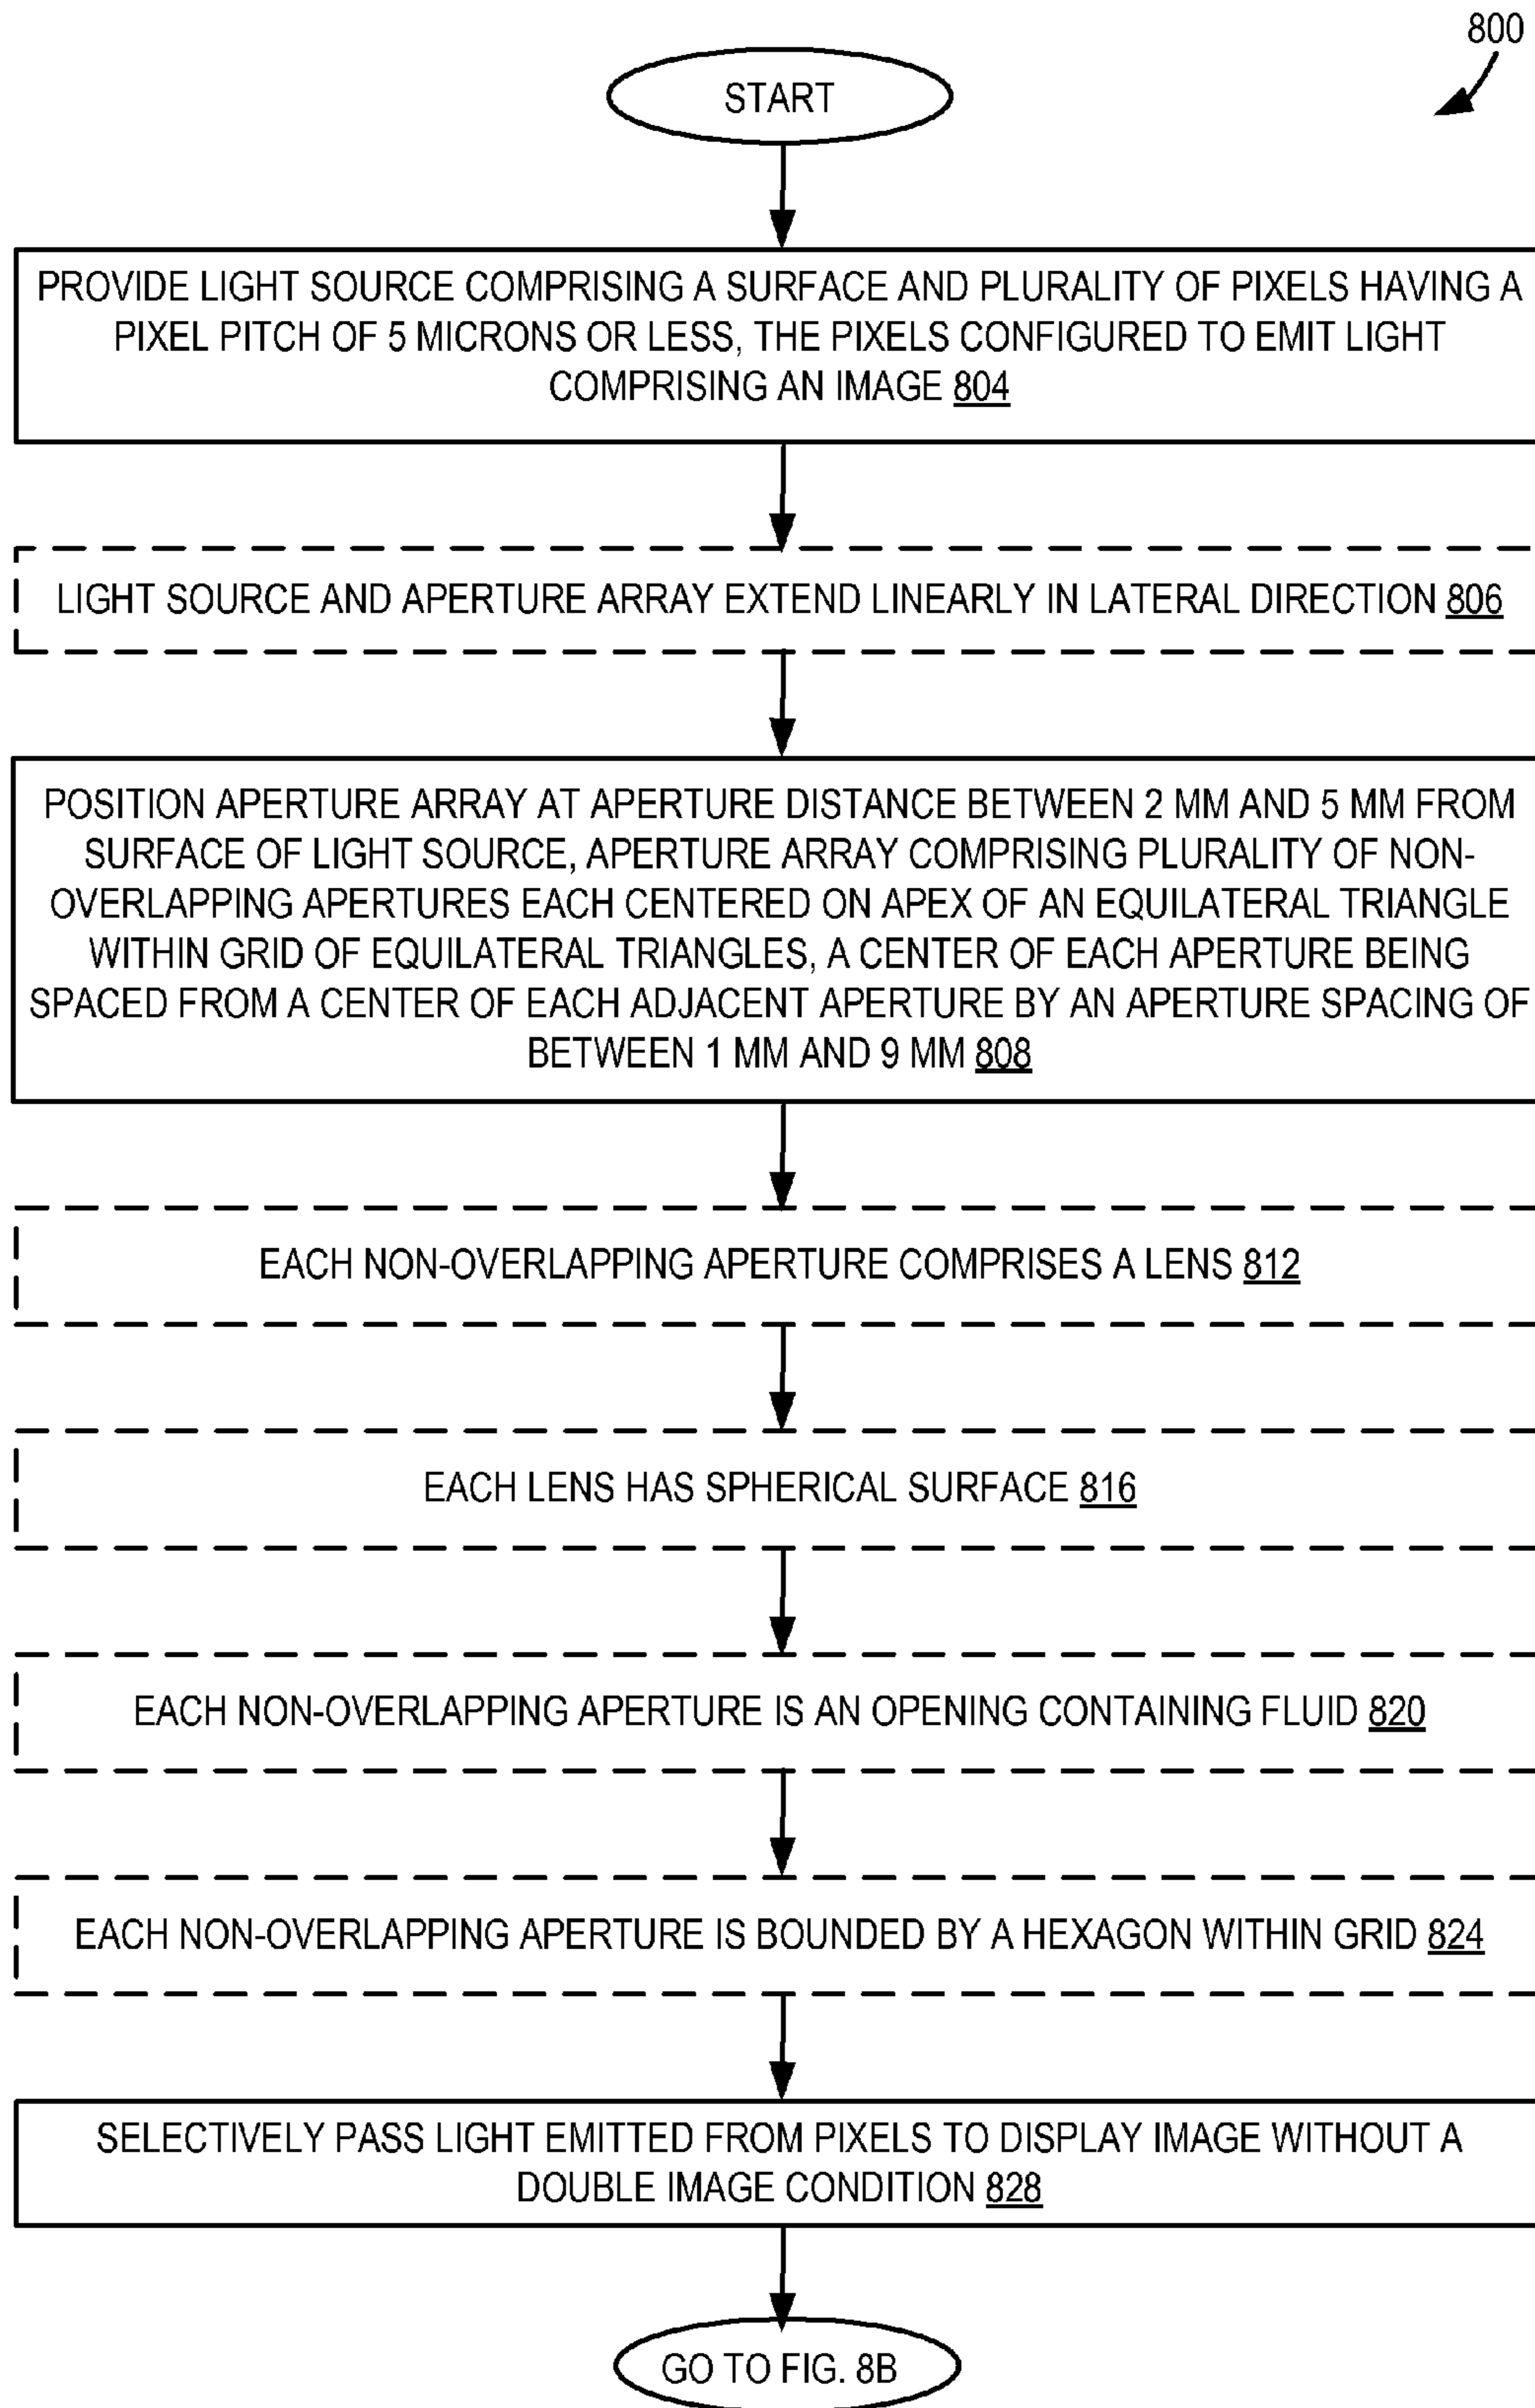 800
START
PROVIDE LIGHT SOURCE COMPRISING A SURFACE AND PLURALITY OF PIXELS HAVING A
PIXEL PITCH OF 5 MICRONS OR LESS, THE PIXELS CONFIGURED TO EMIT LIGHT
COMPRISING AN IMAGE 804
LIGHT SOURCE AND APERTURE ARRAY EXTEND LINEARLY IN LATERAL DIRECTION 806
POSITION APERTURE ARRAY AT APERTURE DISTANCE BETWEEN 2 MM AND 5 MM FROM
SURFACE OF LIGHT SOURCE, APERTURE ARRAY COMPRISING PLURALITY OF NON-
OVERLAPPING APERTURES EACH CENTERED ON APEX OF AN EQUILATERAL TRIANGLE
WITHIN GRID OF EQUILATERAL TRIANGLES, A CENTER OF EACH APERTURE BEING
SPACED FROM A CENTER OF EACH ADJACENT APERTURE BY AN APERTURE SPACING OF
BETWEEN 1 MM AND 9 MM 808
EACH NON-OVERLAPPING APERTURE COMPRISES A LENS 812
EACH LENS HAS SPHERICAL SURFACE 816
EACH NON-OVERLAPPING APERTURE IS AN OPENING CONTAINING FLUID 820
EACH NON-OVERLAPPING APERTURE IS BOUNDED BY A HEXAGON WITHIN GRID 824
SELECTIVELY PASS LIGHT EMITTED FROM PIXELS TO DISPLAY IMAGE WITHOUT A
DOUBLE IMAGE CONDITION 828
GO TO FIG. 8B